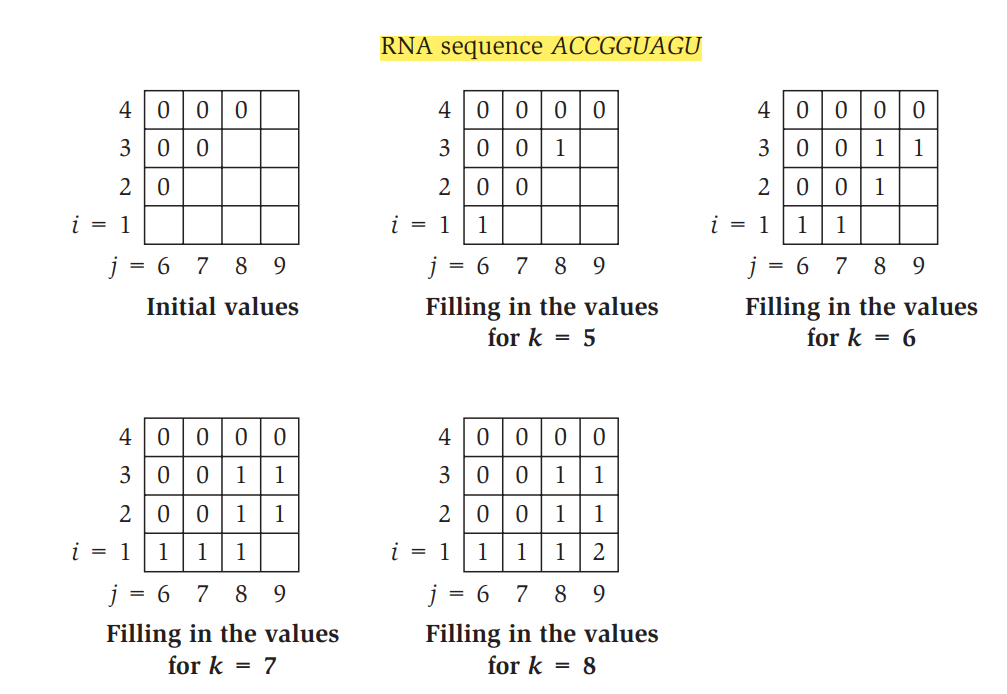 RNA sequence ACCGGUAGU
4 0 0 0
3 0 0
2 0
i = 1
j = 6 7 8 9
Initial values
4 0 0 0 0
3 0 0 1
2 0 0
i = 1 1
j = 6 7 8 9
Filling in the values
for k = 5
4 0 0 0 0
3 0 0 1 1
2 0 0 1
i = 1 1 1
j = 6 7 8 9
Filling in the values
for k = 6
4 0 0 0 0
3 0 0 1 1
2 0 0 1 1
i = 1 1 1 1
j = 6 7 8 9
Filling in the values
for k = 7
4 0 0 0 0
3 0 0 1 1
2 0 0 1 1
i = 1 1 1 1 2
j = 6 7 8 9
Filling in the values
for k = 8